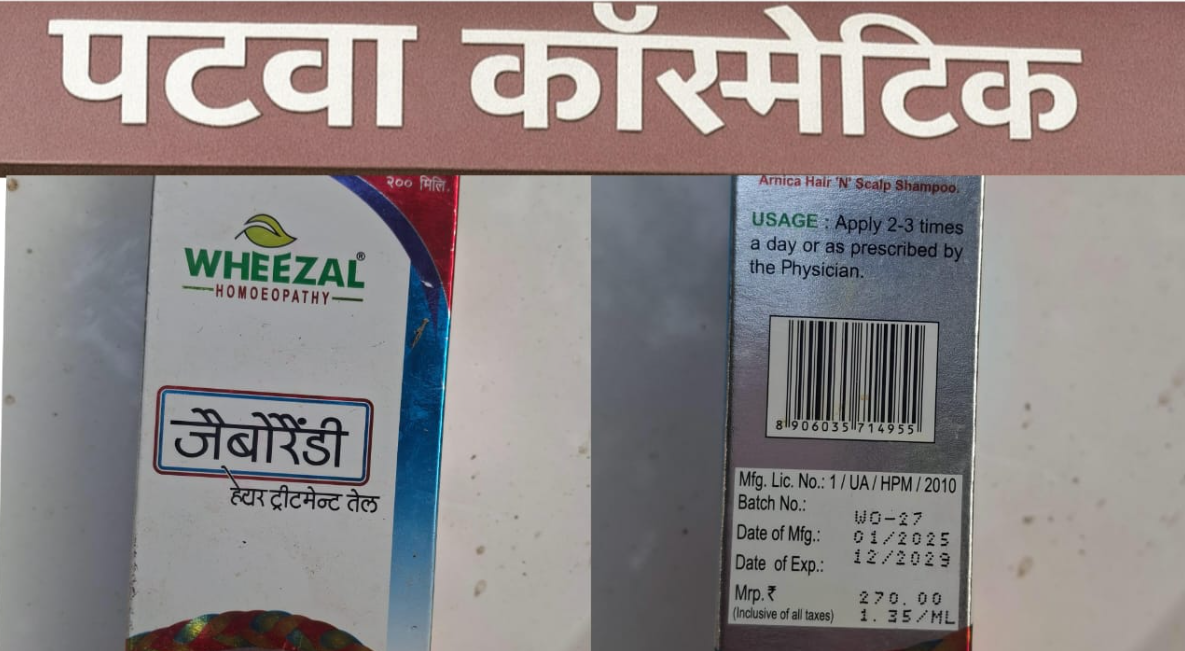 पटवा कॉस्मेटिक
२०० मिलि.
WHEEZAL®
HOMOEOPATHY
जैबोरैंडी
हेयर ट्रीटमेन्ट तेल
Arnica Hair 'N' Scalp Shampoo.
USAGE : Apply 2-3 times
a day or as prescribed by
the Physician.
8 906035 714955
Mfg. Lic. No.: 1 / UA / HPM / 2010
Batch No.: WO-27
Date of Mfg.: 01/2025
Date of Exp.: 12/2029
Mrp.₹ 270.00
(Inclusive of all taxes) 1.35/ML